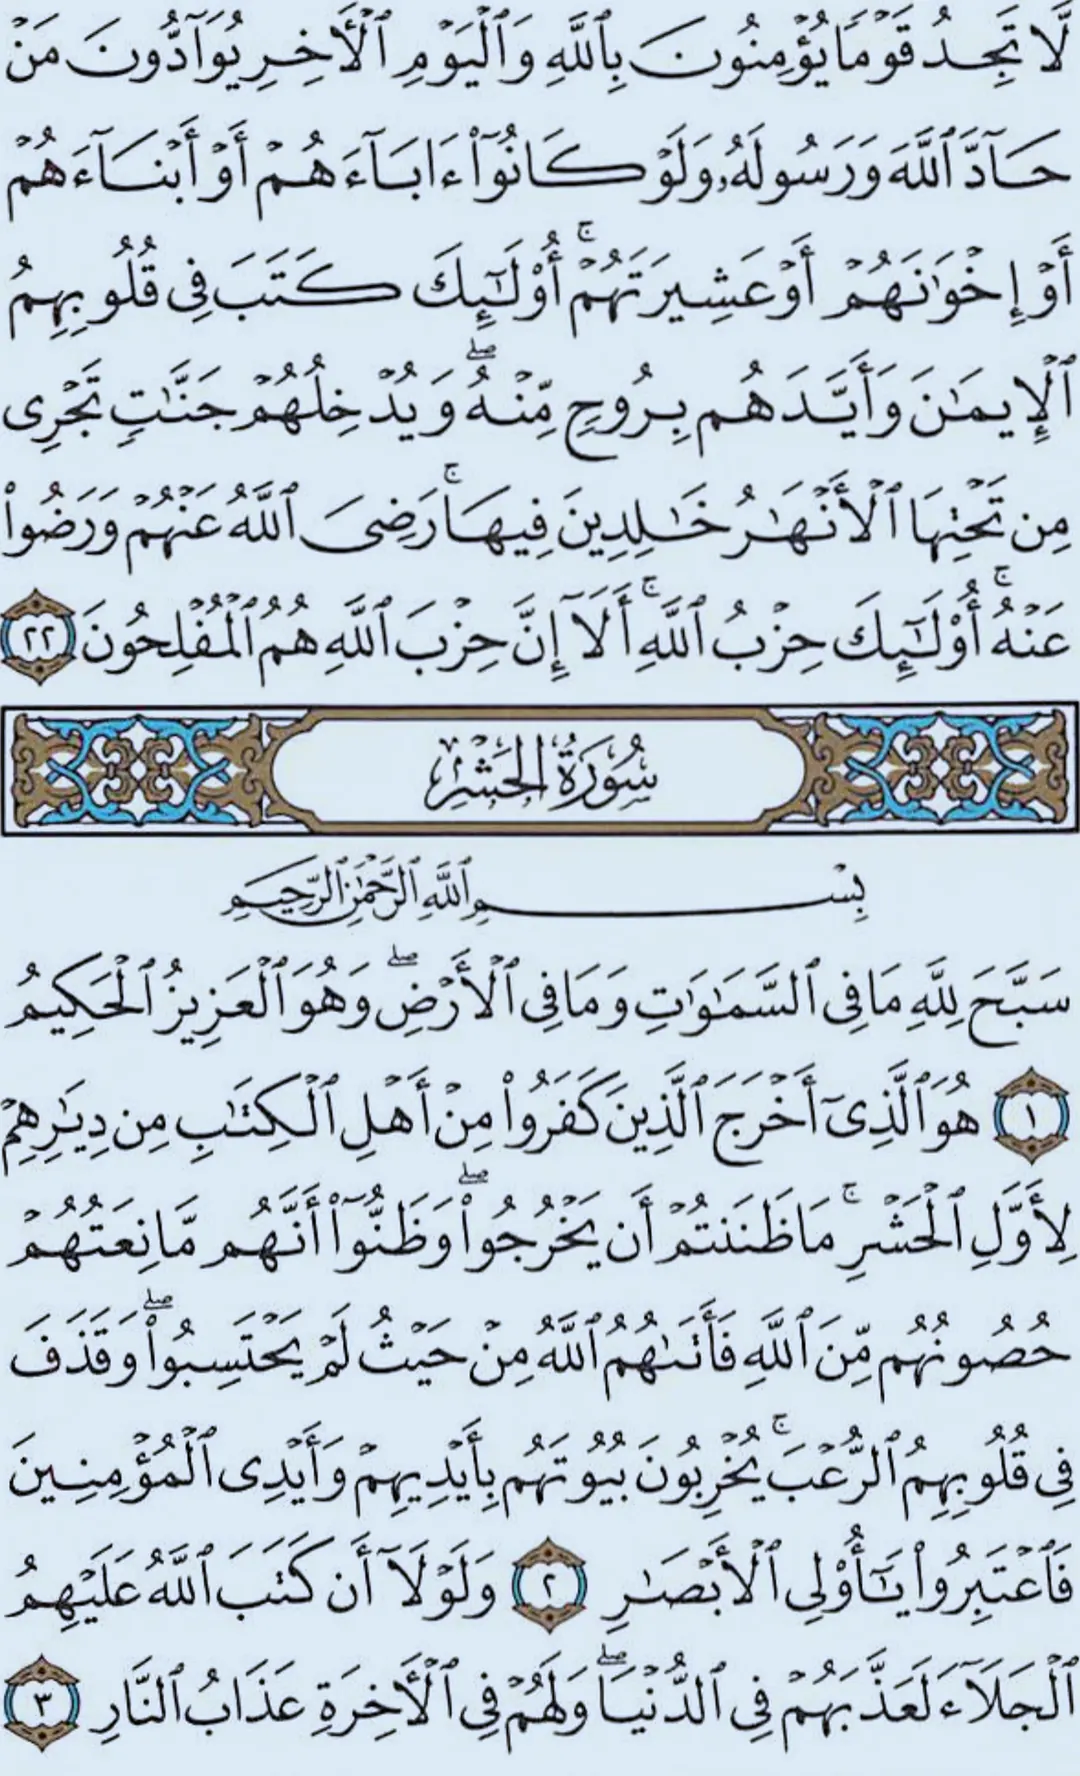 لَّا تَجِدُ قَوْمًا يُؤْمِنُونَ بِٱللَّهِ وَٱلْيَوْمِ ٱلْأَخِرِ يُوَآدُّونَ مَنْ
حَآدَّ ٱللَّهَ وَرَسُولَهُۥ وَلَوْ كَانُوٓا۟ ءَابَآءَهُمْ أَوْ أَبْنَآءَهُمْ
أَوْ إِخْوَٰنَهُمْ أَوْ عَشِيرَتَهُمْ ۚ أُو۟لَٰٓئِكَ كَتَبَ فِى قُلُوبِهِمُ
ٱلْإِيمَٰنَ وَأَيَّدَهُم بِرُوحٍ مِّنْهُ ۖ وَيُدْخِلُهُمْ جَنَّٰتٍ تَجْرِى
مِن تَحْتِهَا ٱلْأَنْهَٰرُ خَٰلِدِينَ فِيهَا ۚ رَضِىَ ٱللَّهُ عَنْهُمْ وَرَضُوا۟
عَنْهُ ۚ أُو۟لَٰٓئِكَ حِزْبُ ٱللَّهِ ۚ أَلَآ إِنَّ حِزْبَ ٱللَّهِ هُمُ ٱلْمُفْلِحُونَ ٢٢
سُورَةُ الْحَشْرِ
بِسْمِ ٱللَّهِ ٱلرَّحْمَٰنِ ٱلرَّحِيمِ
سَبَّحَ لِلَّهِ مَا فِى ٱلسَّمَٰوَٰتِ وَمَا فِى ٱلْأَرْضِ ۖ وَهُوَ ٱلْعَزِيزُ ٱلْحَكِيمُ
١ هُوَ ٱلَّذِىٓ أَخْرَجَ ٱلَّذِينَ كَفَرُوا۟ مِنْ أَهْلِ ٱلْكِتَٰبِ مِن دِيَٰرِهِمْ
لِأَوَّلِ ٱلْحَشْرِ ۚ مَا ظَنَنتُمْ أَن يَخْرُجُوا۟ ۖ وَظَنُّوٓا۟ أَنَّهُم مَّانِعَتُهُمْ
حُصُونُهُم مِّنَ ٱللَّهِ فَأَتَىٰهُمُ ٱللَّهُ مِنْ حَيْثُ لَمْ يَحْتَسِبُوا۟ ۖ وَقَذَفَ
فِى قُلُوبِهِمُ ٱلرُّعْبَ ۚ يُخْرِبُونَ بُيُوتَهُم بِأَيْدِيهِمْ وَأَيْدِى ٱلْمُؤْمِنِينَ
فَٱعْتَبِرُوا۟ يَٰٓأُو۟لِى ٱلْأَبْصَٰرِ ٢ وَلَوْلَآ أَن كَتَبَ ٱللَّهُ عَلَيْهِمُ
ٱلْجَلَآءَ لَعَذَّبَهُمْ فِى ٱلدُّنْيَا ۖ وَلَهُمْ فِى ٱلْأَخِرَةِ عَذَابُ ٱلنَّارِ ٣